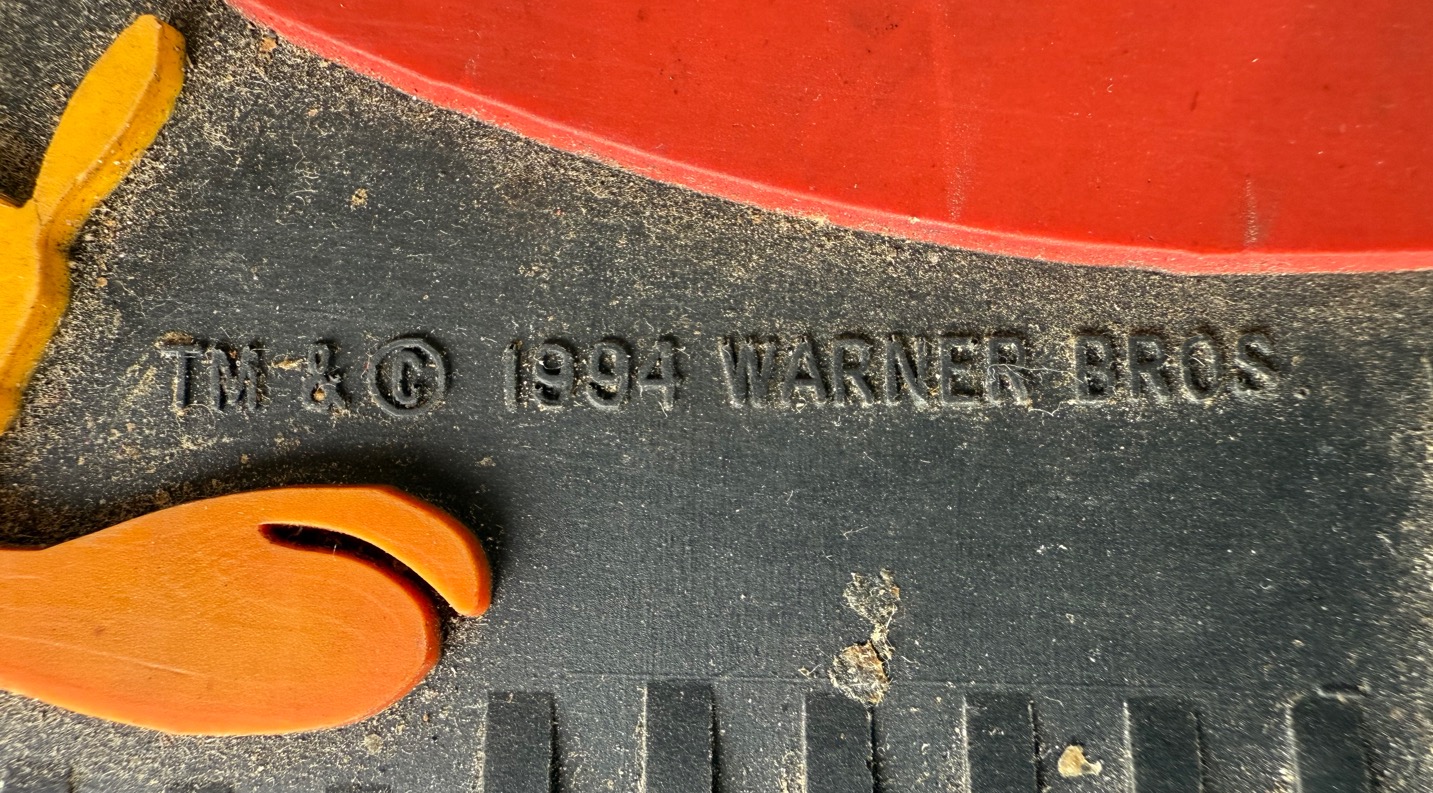 TM & © 1994 WARNER BROS.